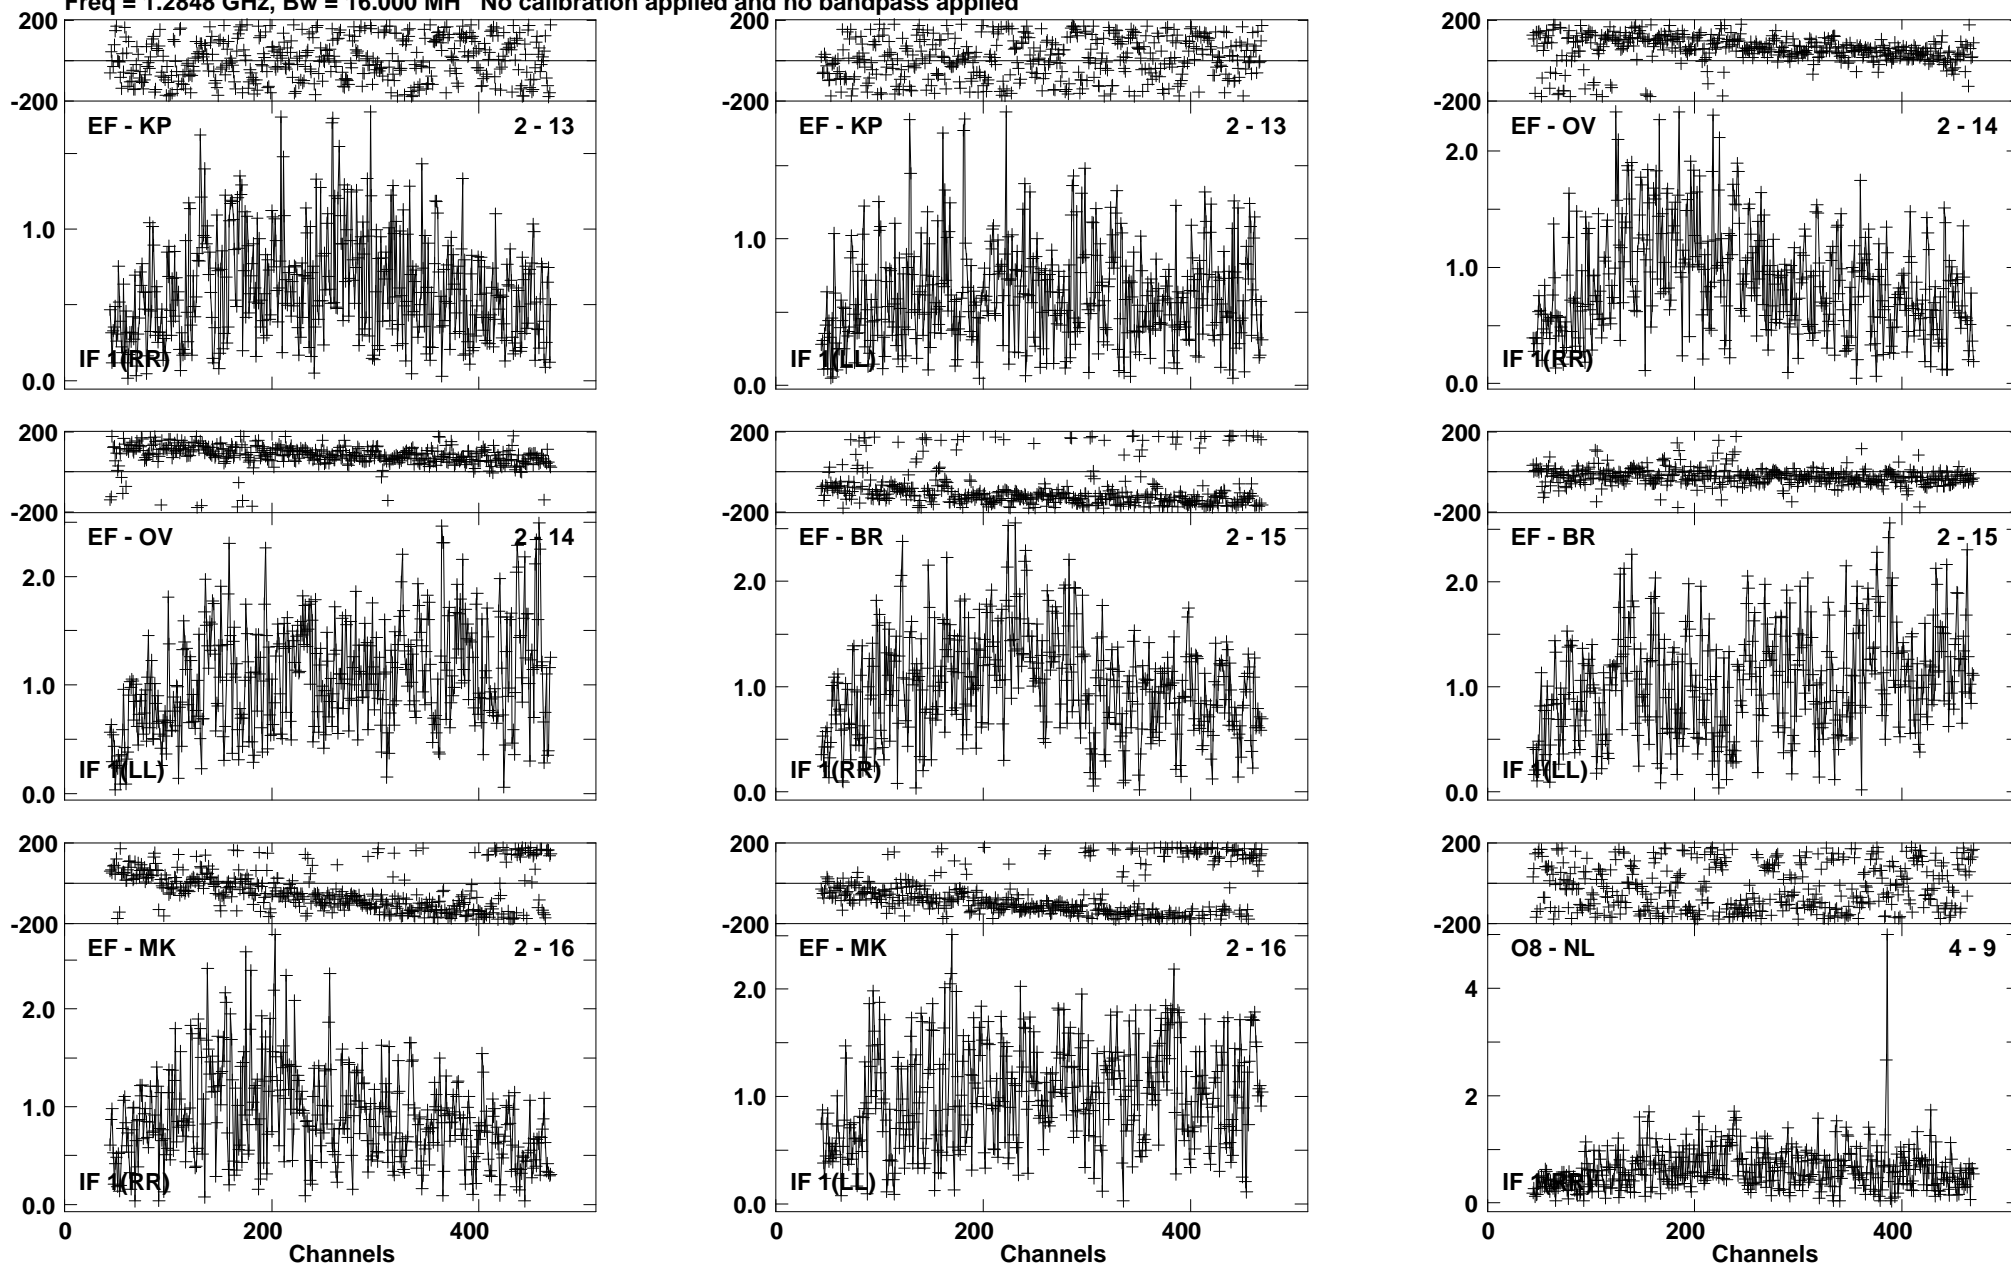 Freq = 1.2848 GHz, Bw = 16.000 MH No calibration applied and no bandpass applied
200 200 200
-200 -200 -200
EF - KP 2 - 13 EF - KP 2 - 13 EF - OV 2 - 14
2.0
1.0 1.0 1.0
IF 1(RR) IF 1(LL) IF 1(RR)
0.0 0.0 0.0
200 200 200
-200 -200 -200
EF - OV 2 - 14 EF - BR 2 - 15 EF - BR 2 - 15
2.0 2.0 2.0
1.0 1.0 1.0
IF 1(LL) IF 1(RR) IF 1(LL)
0.0 0.0 0.0
200 200 200
-200 -200 -200
EF - MK 2 - 16 EF - MK 2 - 16 O8 - NL 4 - 9
2.0 2.0 4
1.0 1.0 2
IF 1(RR) IF 1(LL) IF 1(RR)
0.0 0.0 0
0 200 400 0 200 400 0 200 400
Channels Channels Channels